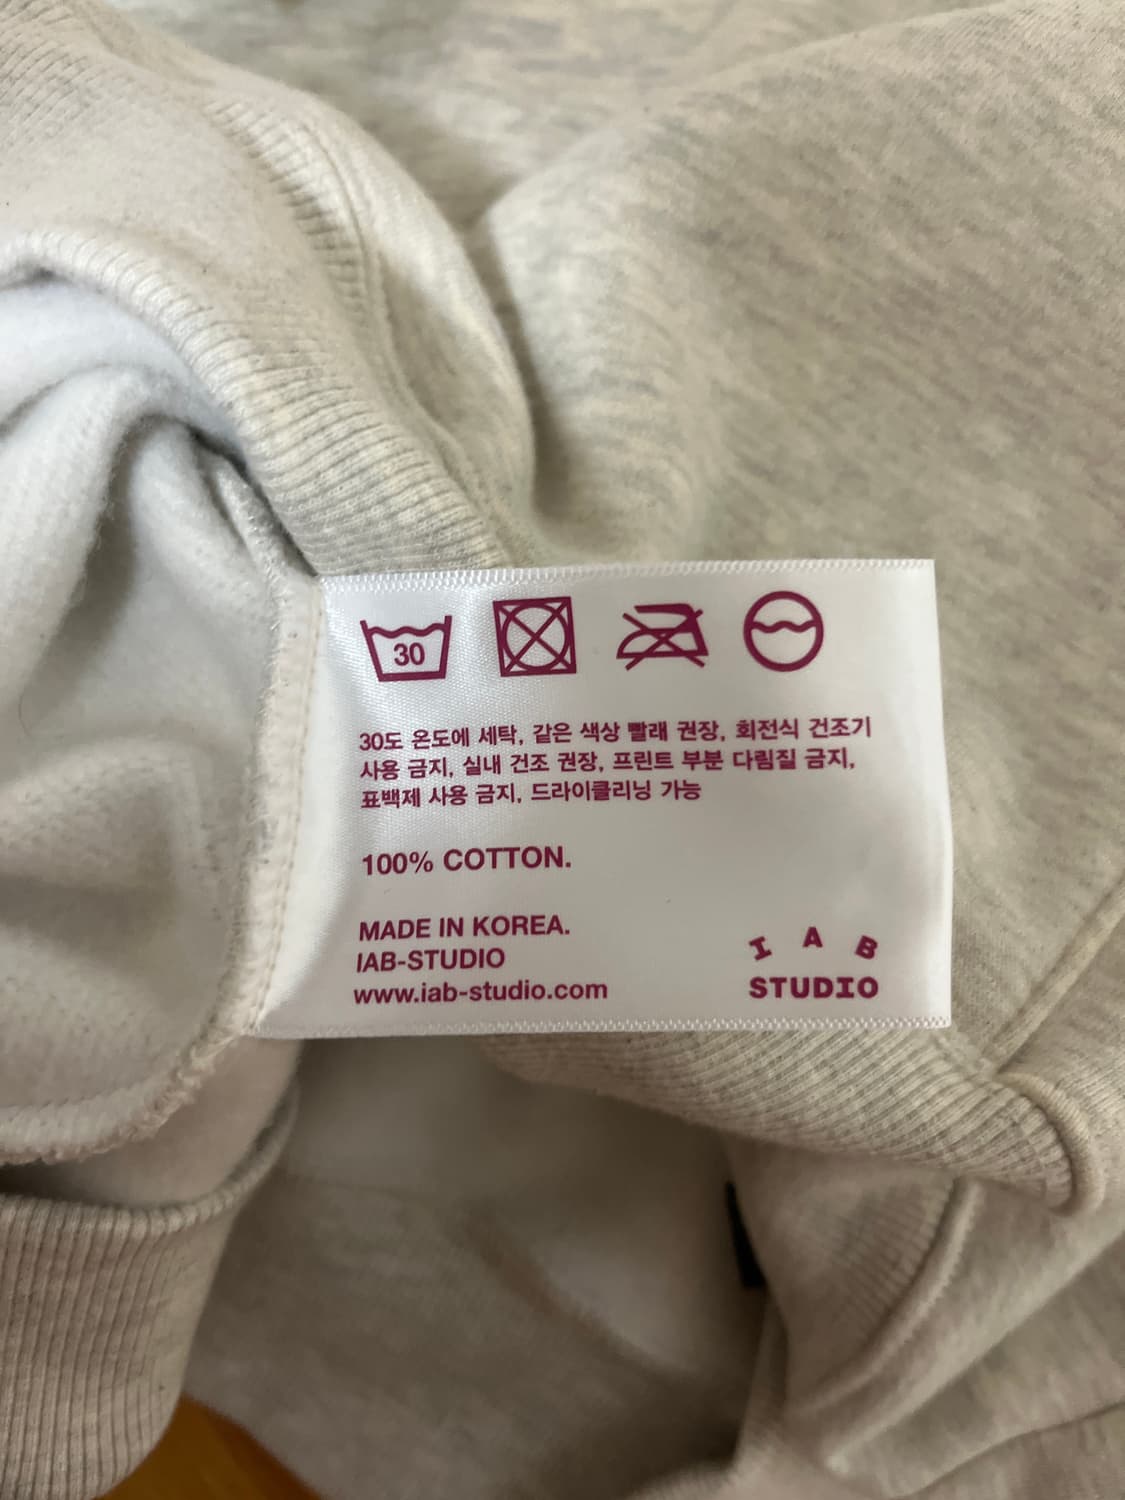 30
30도 온도에 세탁, 같은 색상 빨래 권장, 회전식 건조기
사용 금지, 실내 건조 권장, 프린트 부분 다림질 금지,
표백제 사용 금지, 드라이클리닝 가능
100% COTTON.
MADE IN KOREA.
IAB-STUDIO
www.iab-studio.com
IAB
STUDIO